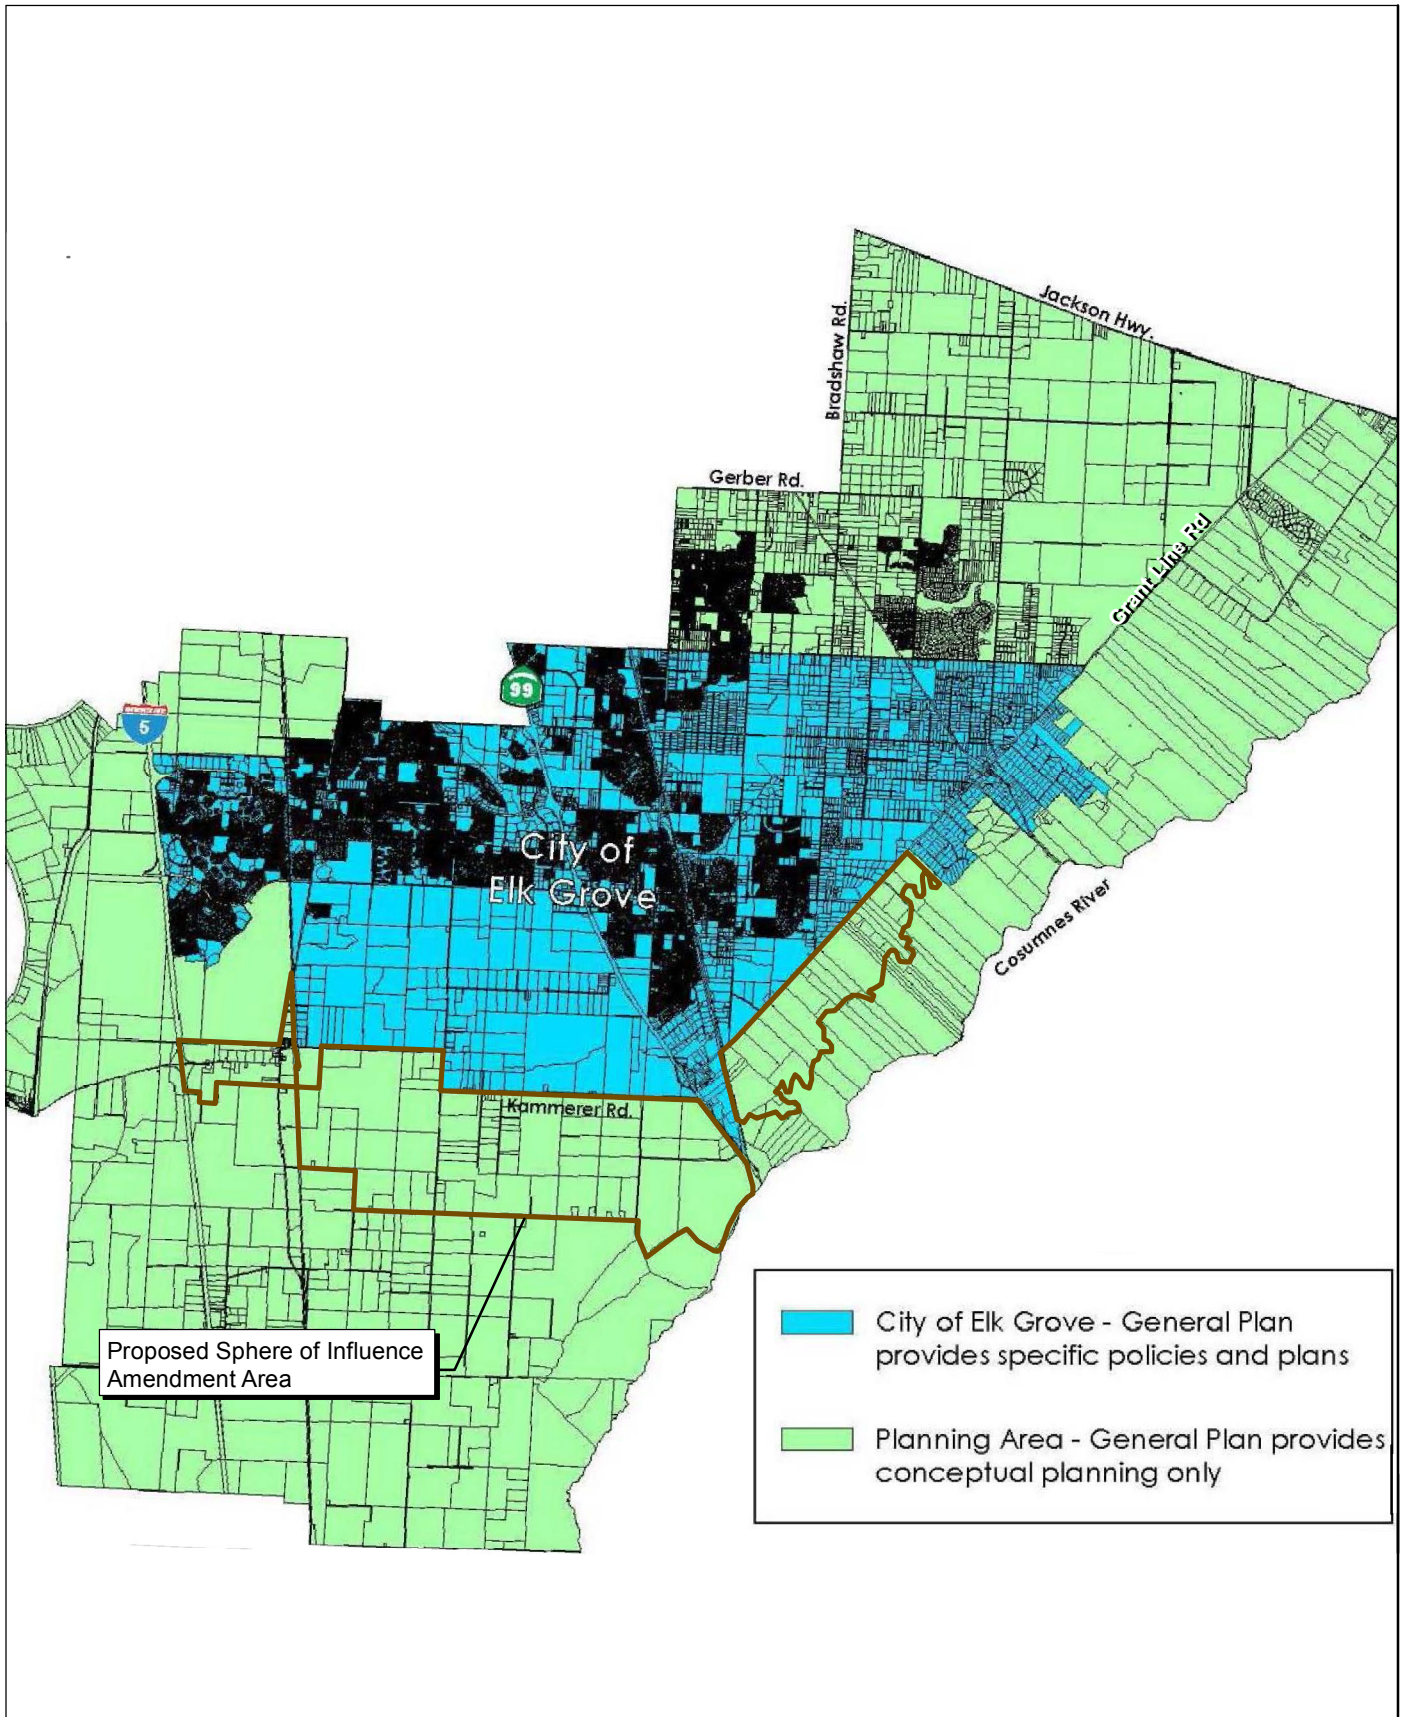 Jackson Hwy.
Bradshaw Rd.
Gerber Rd.
Grant Line Rd
99
5
City of
Elk Grove
Cosumnes River
Kammerer Rd.
Proposed Sphere of Influence
Amendment Area
City of Elk Grove - General Plan
provides specific policies and plans
Planning Area - General Plan provides
conceptual planning only